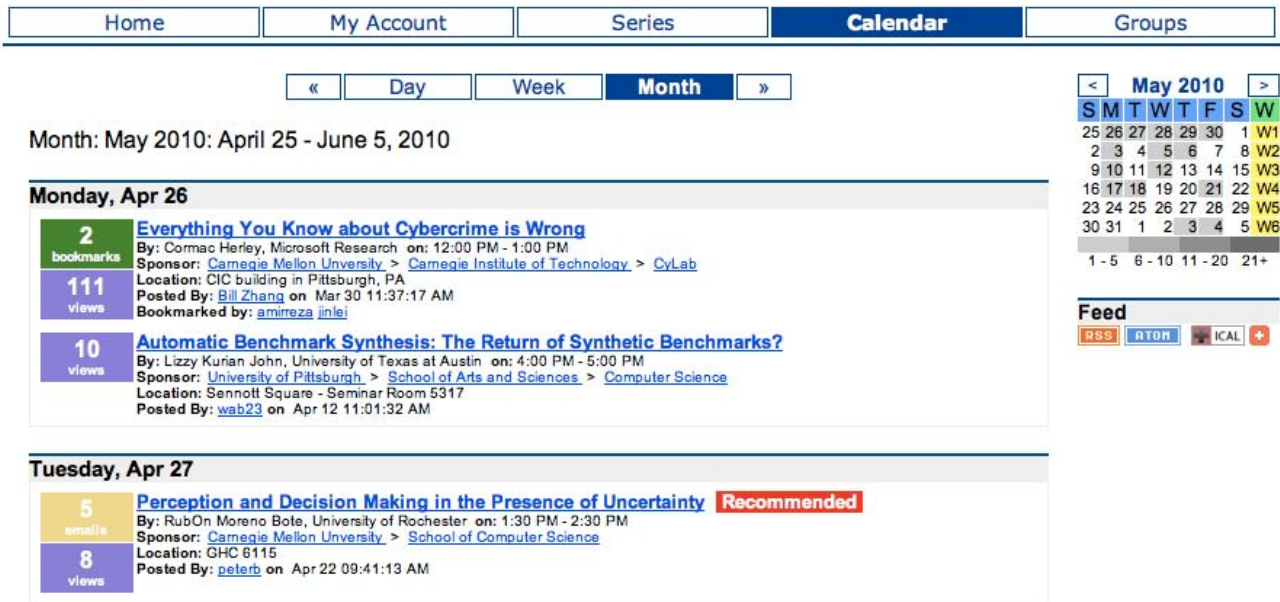 Home My Account Series Calendar Groups
« Day Week Month »
Month: May 2010: April 25 - June 5, 2010
Monday, Apr 26
2
bookmarks
111
views
Everything You Know about Cybercrime is Wrong
By: Cormac Herley, Microsoft Research on: 12:00 PM - 1:00 PM
Sponsor: Carnegie Mellon Unversity > Carnegie Institute of Technology > CyLab
Location: CIC building in Pittsburgh, PA
Posted By: Bill Zhang on Mar 30 11:37:17 AM
Bookmarked by: amirreza jinlei
10
views
Automatic Benchmark Synthesis: The Return of Synthetic Benchmarks?
By: Lizzy Kurian John, University of Texas at Austin on: 4:00 PM - 5:00 PM
Sponsor: University of Pittsburgh > School of Arts and Sciences > Computer Science
Location: Sennott Square - Seminar Room 5317
Posted By: wab23 on Apr 12 11:01:32 AM
Tuesday, Apr 27
5
emails
8
views
Perception and Decision Making in the Presence of Uncertainty Recommended
By: RubOn Moreno Bote, University of Rochester on: 1:30 PM - 2:30 PM
Sponsor: Carnegie Mellon Unversity > School of Computer Science
Location: GHC 6115
Posted By: peterb on Apr 22 09:41:13 AM
< May 2010 >
S M T W T F S W
25 26 27 28 29 30 1 W1
2 3 4 5 6 7 8 W2
9 10 11 12 13 14 15 W3
16 17 18 19 20 21 22 W4
23 24 25 26 27 28 29 W5
30 31 1 2 3 4 5 W6
1 - 5 6 - 10 11 - 20 21+
Feed
RSS ATOM ICAL +